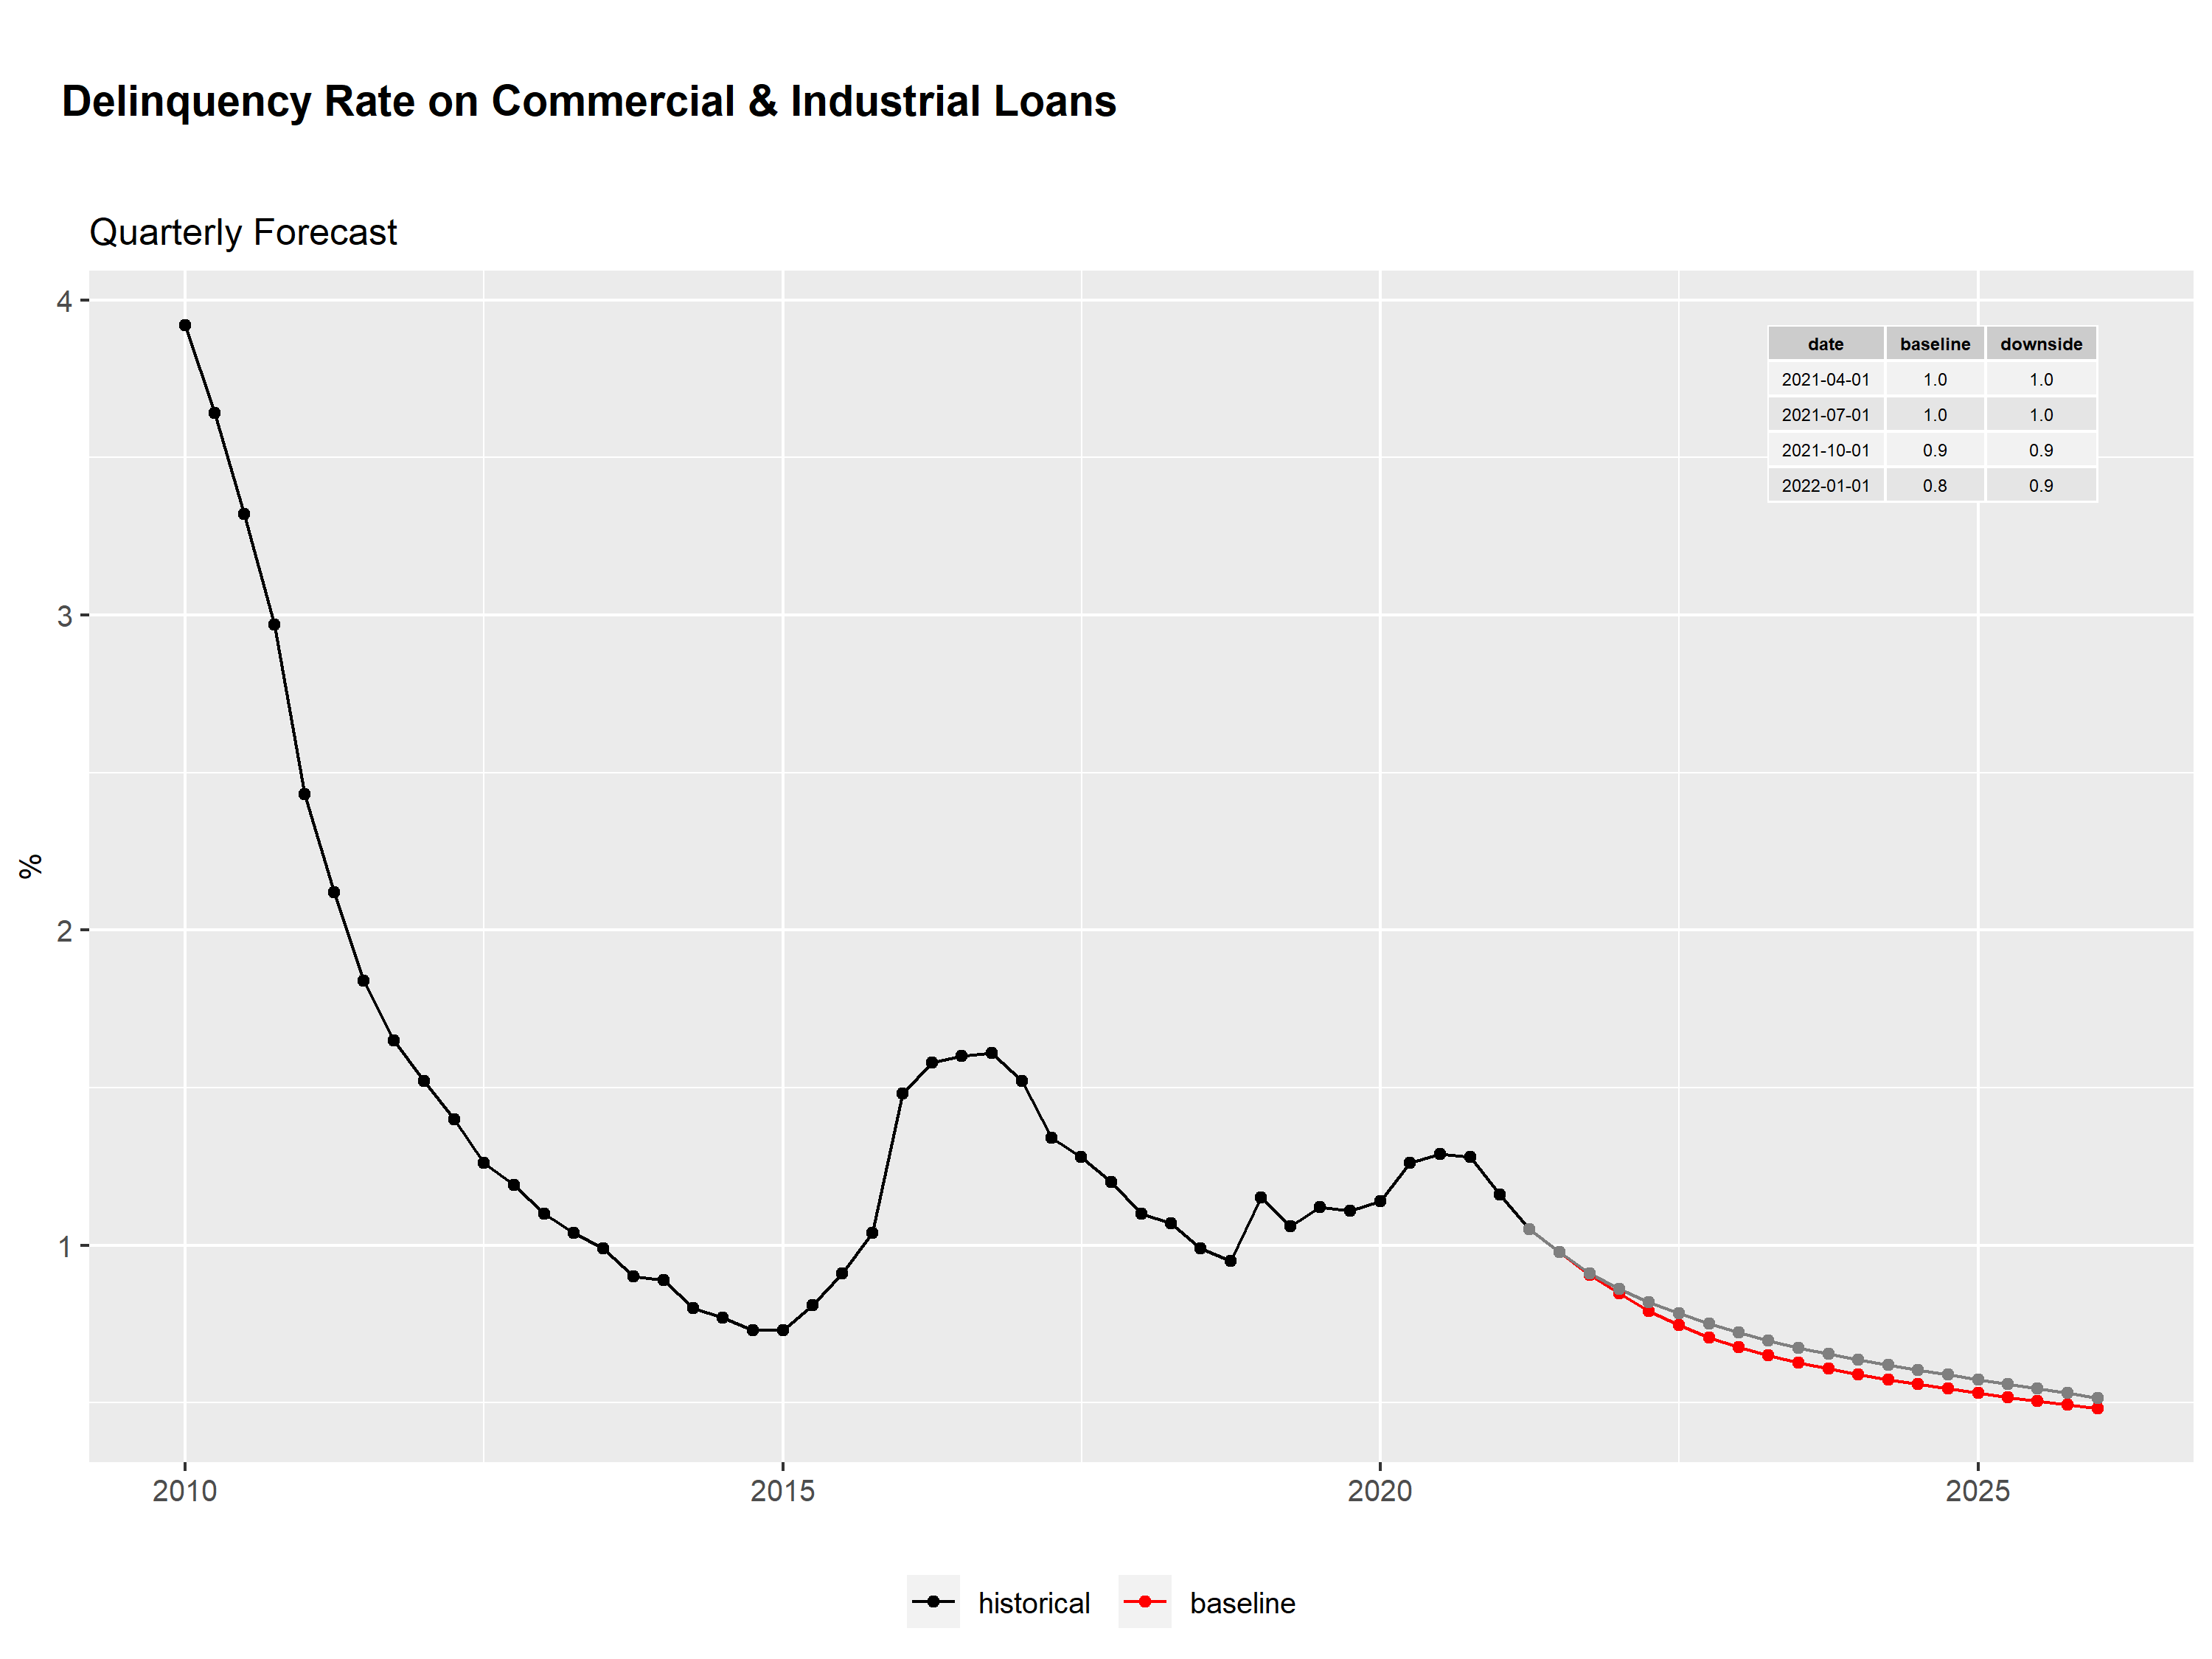 Delinquency Rate on Commercial & Industrial Loans
Quarterly Forecast
4
3
2
1
%
date baseline downside
2021-04-01 1.0 1.0
2021-07-01 1.0 1.0
2021-10-01 0.9 0.9
2022-01-01 0.8 0.9
2010 2015 2020 2025
historical baseline